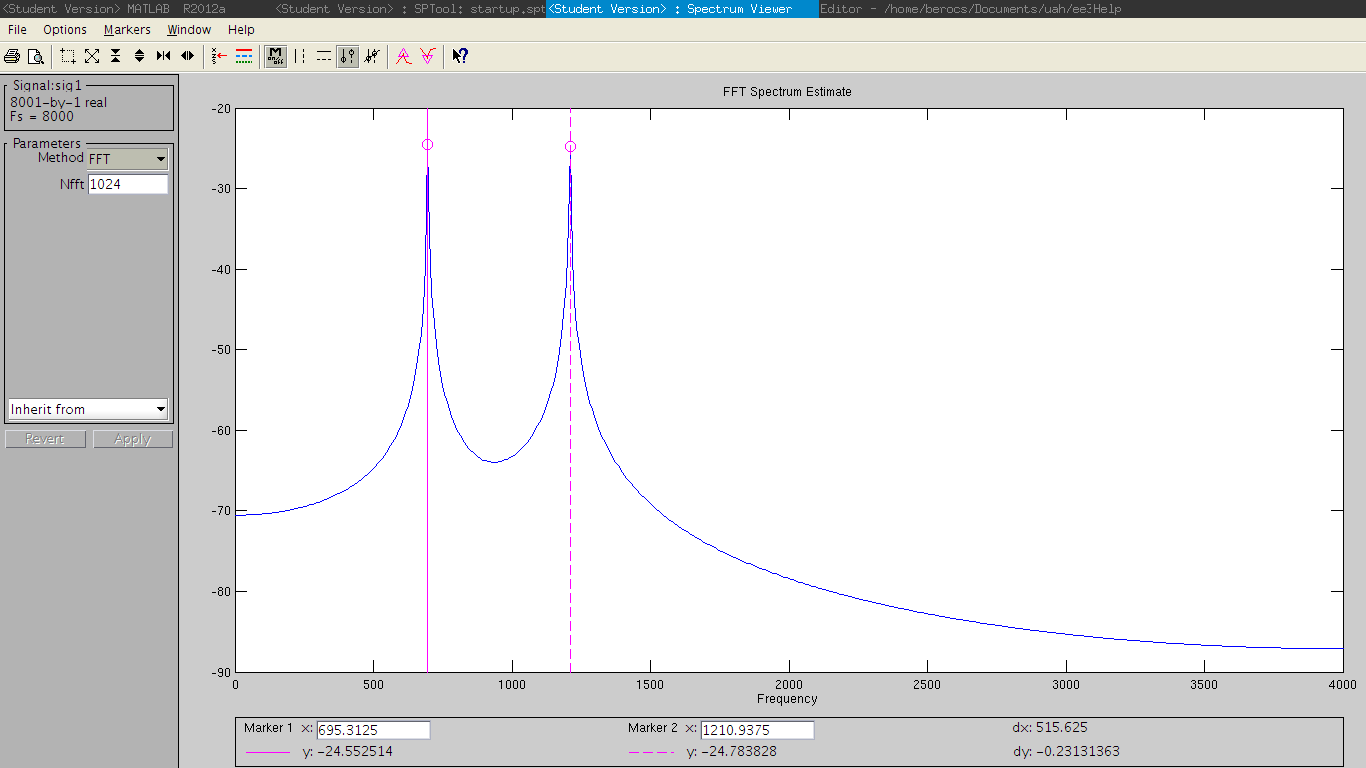 <Student Version> MATLAB R2012a <Student Version> : SPTool: startup.spt <Student Version> : Spectrum Viewer Editor - /home/berocs/Documents/uah/ee3Help
File Options Markers Window Help
Signal:sig1
8001-by-1 real
Fs = 8000
Parameters
Method FFT
Nfft 1024
Inherit from
Revert Apply
FFT Spectrum Estimate
-20
-30
-40
-50
-60
-70
-80
-90
0 500 1000 1500 2000 2500 3000 3500 4000
Frequency
Marker 1 x: 695.3125 Marker 2 x: 1210.9375 dx: 515.625
y: -24.552514 y: -24.783828 dy: -0.23131363